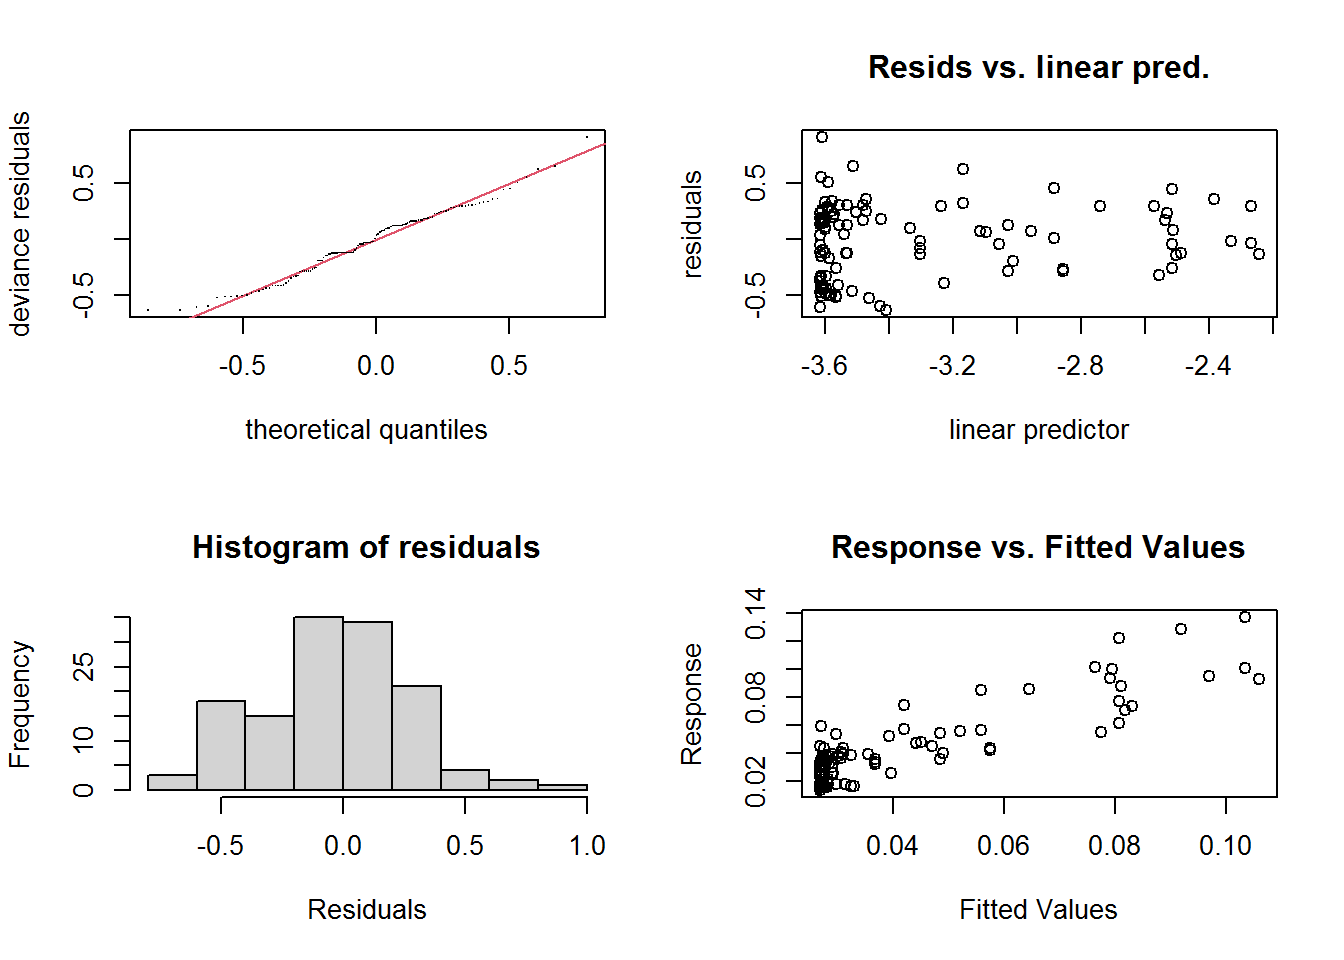 deviance residuals
0.5
-0.5
-0.5 0.0 0.5
theoretical quantiles
Resids vs. linear pred.
residuals
0.5
-0.5
-3.6 -3.2 -2.8 -2.4
linear predictor
Histogram of residuals
Frequency
25
10
0
-0.5 0.0 0.5 1.0
Residuals
Response vs. Fitted Values
Response
0.14
0.08
0.02
0.04 0.06 0.08 0.10
Fitted Values